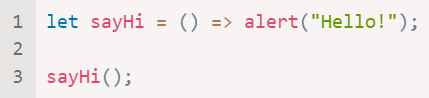 1 let sayHi = () => alert("Hello!");
2
3 sayHi();